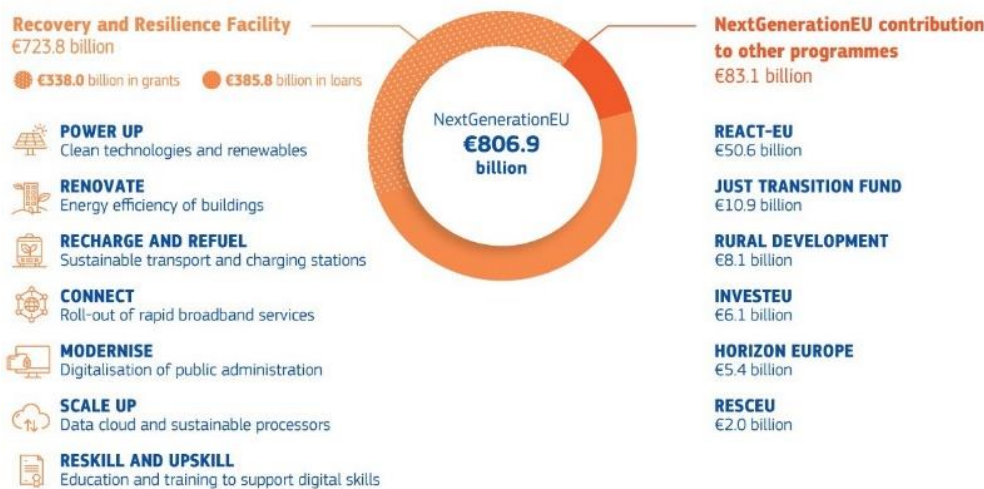 Recovery and Resilience Facility
€723.8 billion
€338.0 billion in grants
€385.8 billion in loans
POWER UP
Clean technologies and renewables
RENOVATE
Energy efficiency of buildings
RECHARGE AND REFUEL
Sustainable transport and charging stations
CONNECT
Roll-out of rapid broadband services
MODERNISE
Digitalisation of public administration
SCALE UP
Data cloud and sustainable processors
RESKILL AND UPSKILL
Education and training to support digital skills
NextGenerationEU
€806.9
billion
NextGenerationEU contribution
to other programmes
€83.1 billion
REACT-EU
€50.6 billion
JUST TRANSITION FUND
€10.9 billion
RURAL DEVELOPMENT
€8.1 billion
INVESTEU
€6.1 billion
HORIZON EUROPE
€5.4 billion
RESCEU
€2.0 billion